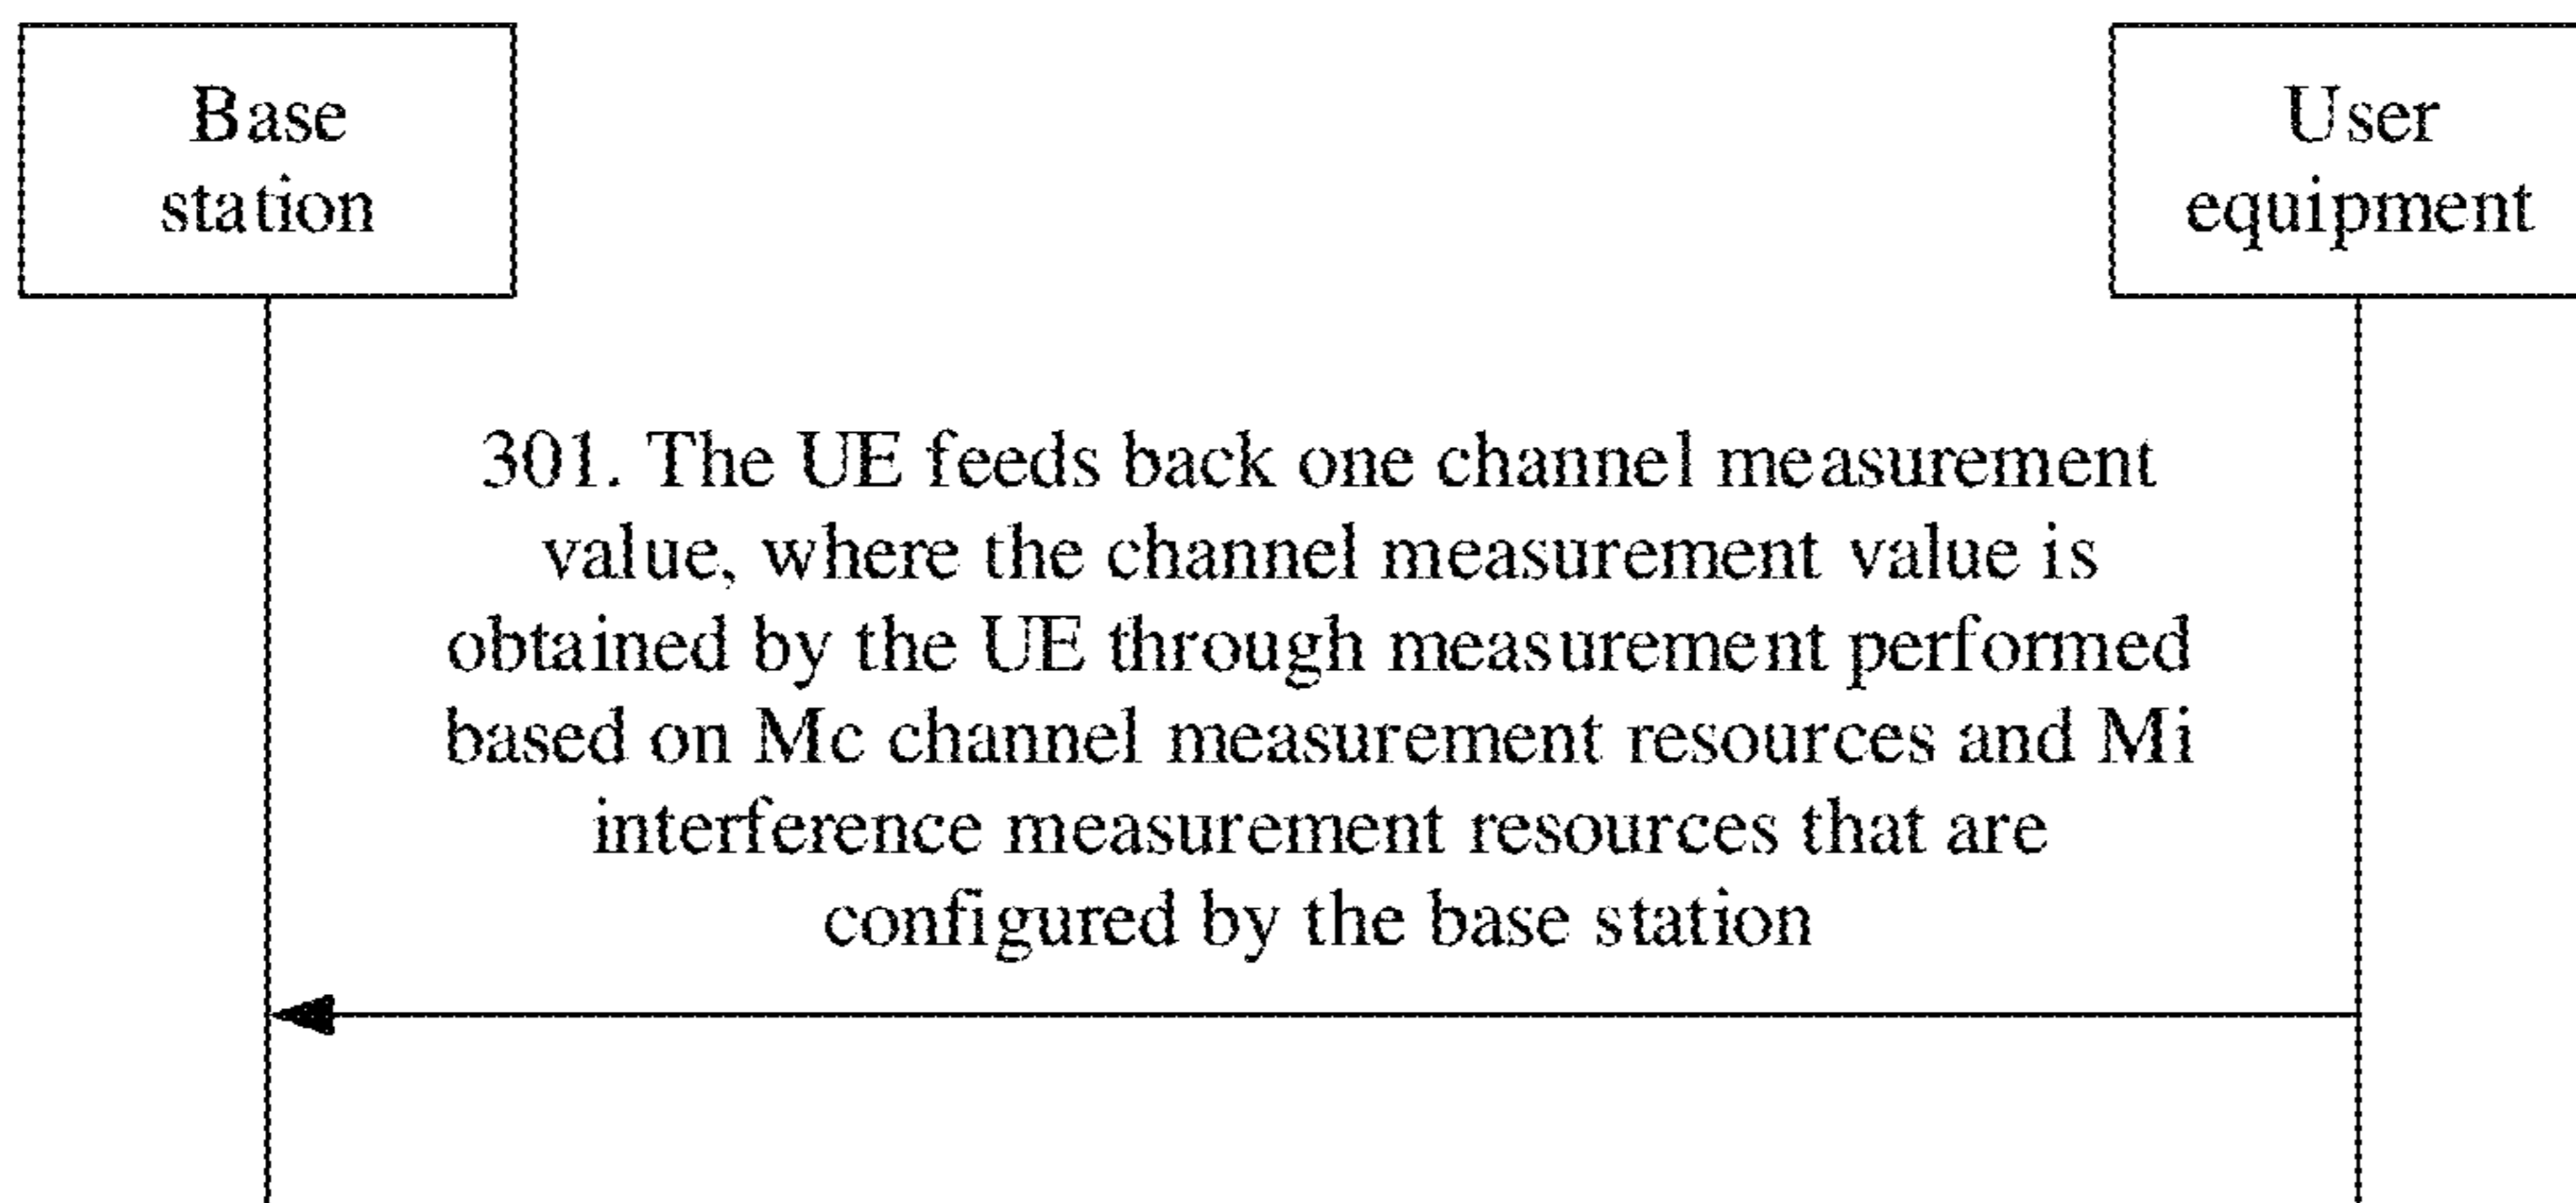 Base
station
User
equipment
301. The UE feeds back one channel measurement
value, where the channel measurement value is
obtained by the UE through measurement performed
based on Mc channel measurement resources and Mi
interference measurement resources that are
configured by the base station